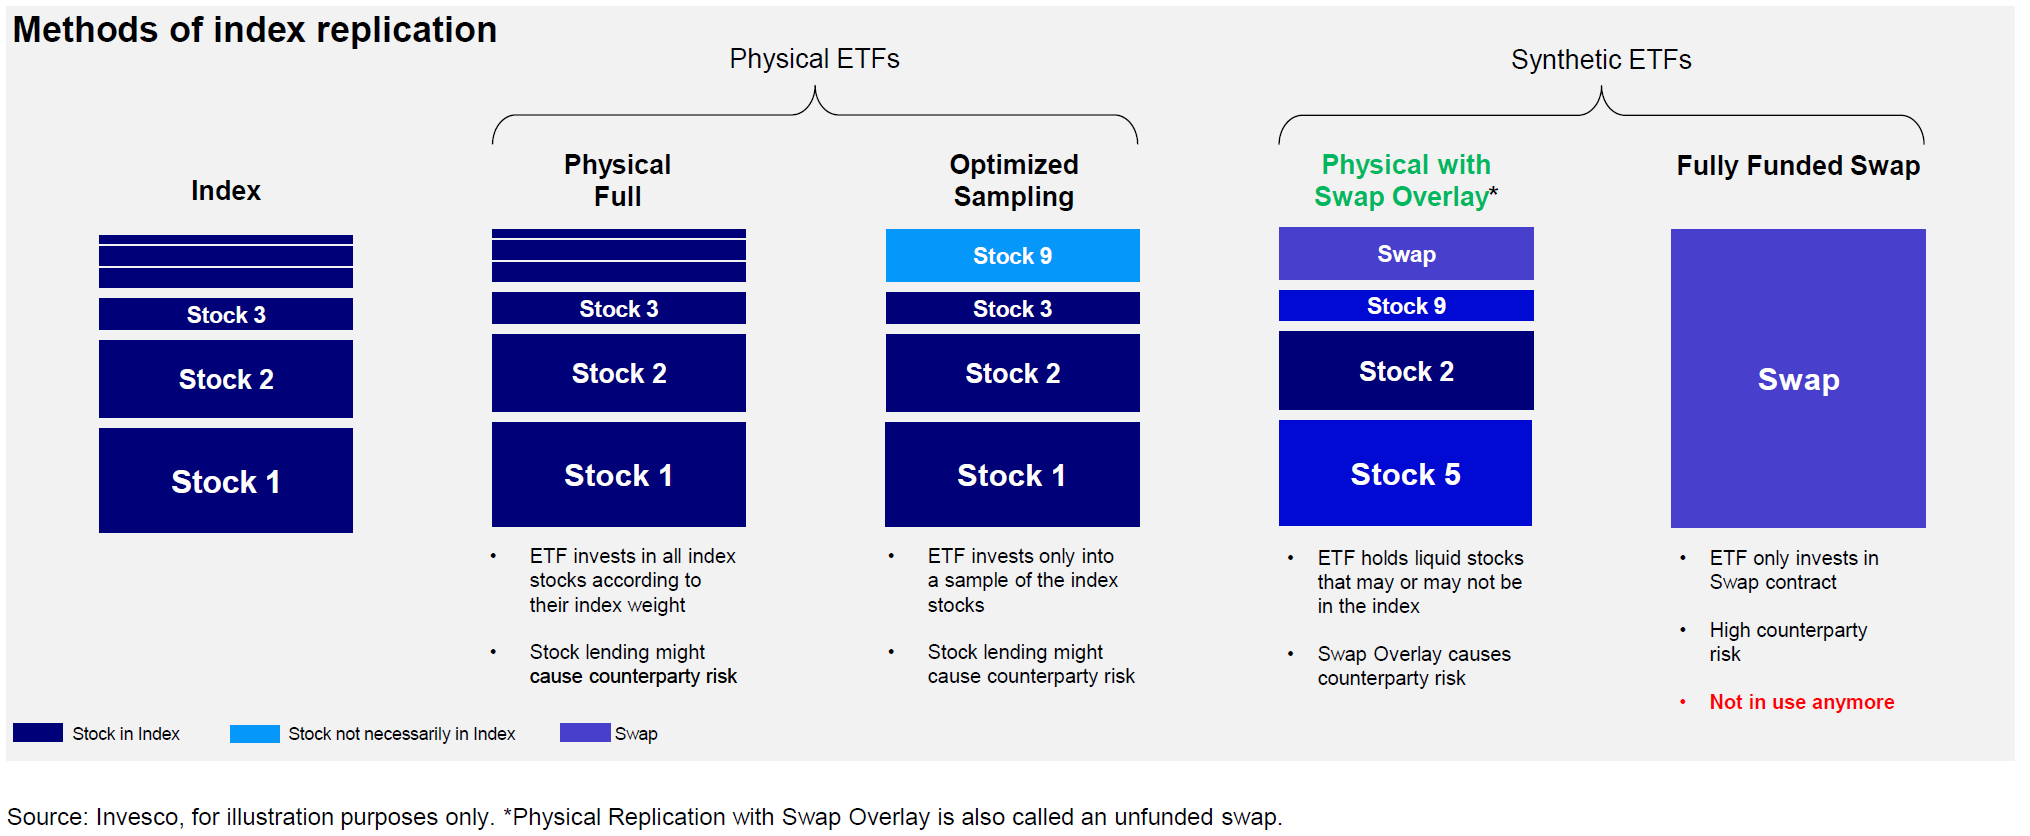 Methods of index replication
Physical ETFs
Synthetic ETFs
Index
Stock 3
Stock 2
Stock 1
Physical
Full
Stock 3
Stock 2
Stock 1
• ETF invests in all index
stocks according to
their index weight
• Stock lending might
cause counterparty risk
Optimized
Sampling
Stock 9
Stock 3
Stock 2
Stock 1
• ETF invests only into
a sample of the index
stocks
• Stock lending might
cause counterparty risk
Physical with
Swap Overlay*
Swap
Stock 9
Stock 2
Stock 5
• ETF holds liquid stocks
that may or may not be
in the index
• Swap Overlay causes
counterparty risk
Fully Funded Swap
Swap
• ETF only invests in
Swap contract
• High counterparty
risk
• Not in use anymore
Stock in Index
Stock not necessarily in Index
Swap
Source: Invesco, for illustration purposes only. *Physical Replication with Swap Overlay is also called an unfunded swap.